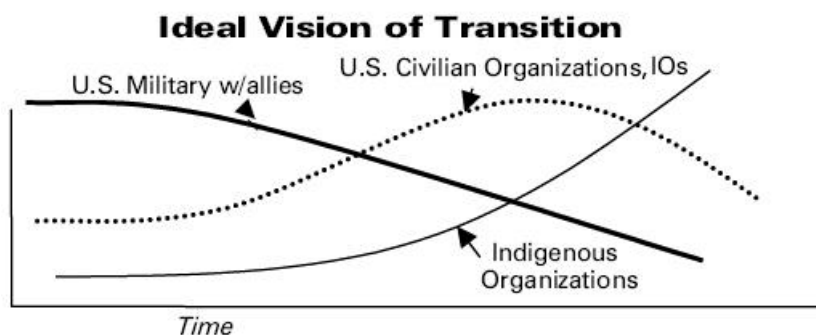 Ideal Vision of Transition
U.S. Military w/allies
U.S. Civilian Organizations, IOs
Indigenous
Organizations
Time